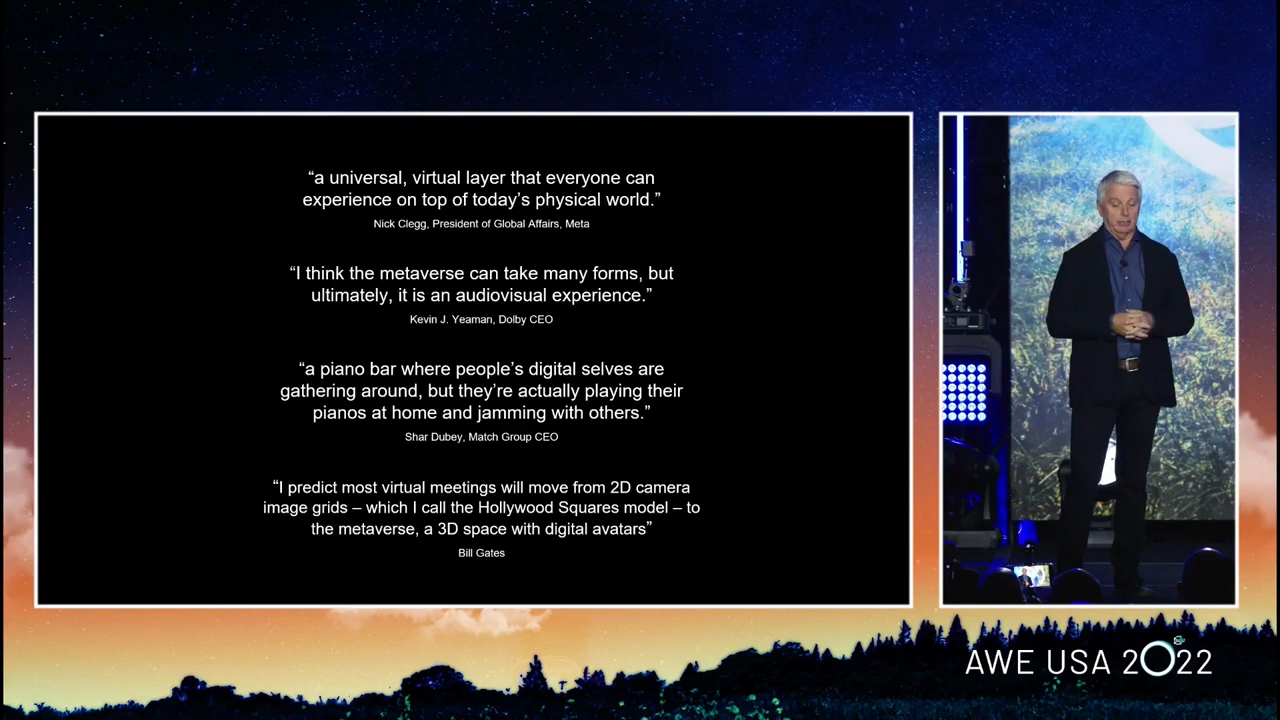 “a universal, virtual layer that everyone can
experience on top of today’s physical world.”
Nick Clegg, President of Global Affairs, Meta
“I think the metaverse can take many forms, but
ultimately, it is an audiovisual experience.”
Kevin J. Yeaman, Dolby CEO
“a piano bar where people’s digital selves are
gathering around, but they’re actually playing their
pianos at home and jamming with others.”
Shar Dubey, Match Group CEO
“I predict most virtual meetings will move from 2D camera
image grids – which I call the Hollywood Squares model – to
the metaverse, a 3D space with digital avatars”
Bill Gates
AWE USA 2022